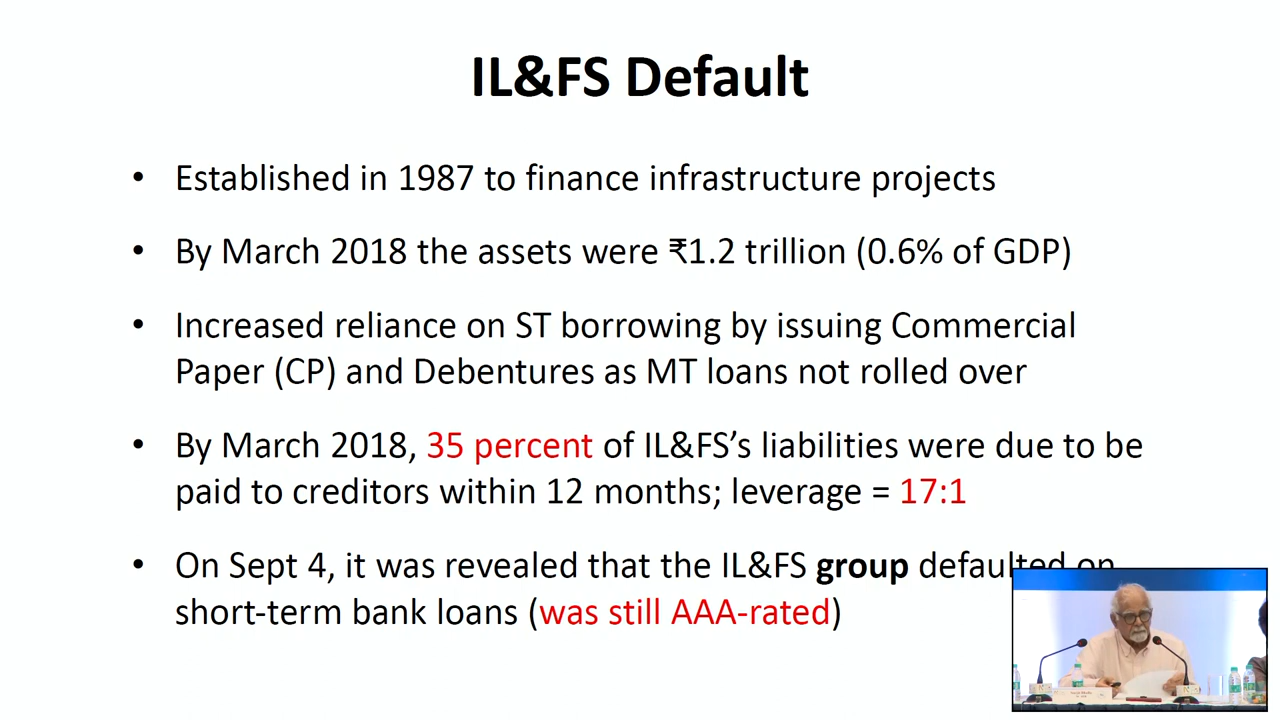 IL&FS Default
• Established in 1987 to finance infrastructure projects
• By March 2018 the assets were ₹1.2 trillion (0.6% of GDP)
• Increased reliance on ST borrowing by issuing Commercial
Paper (CP) and Debentures as MT loans not rolled over
• By March 2018, 35 percent of IL&FS’s liabilities were due to be
paid to creditors within 12 months; leverage = 17:1
• On Sept 4, it was revealed that the IL&FS group defaulted on
short-term bank loans (was still AAA-rated)